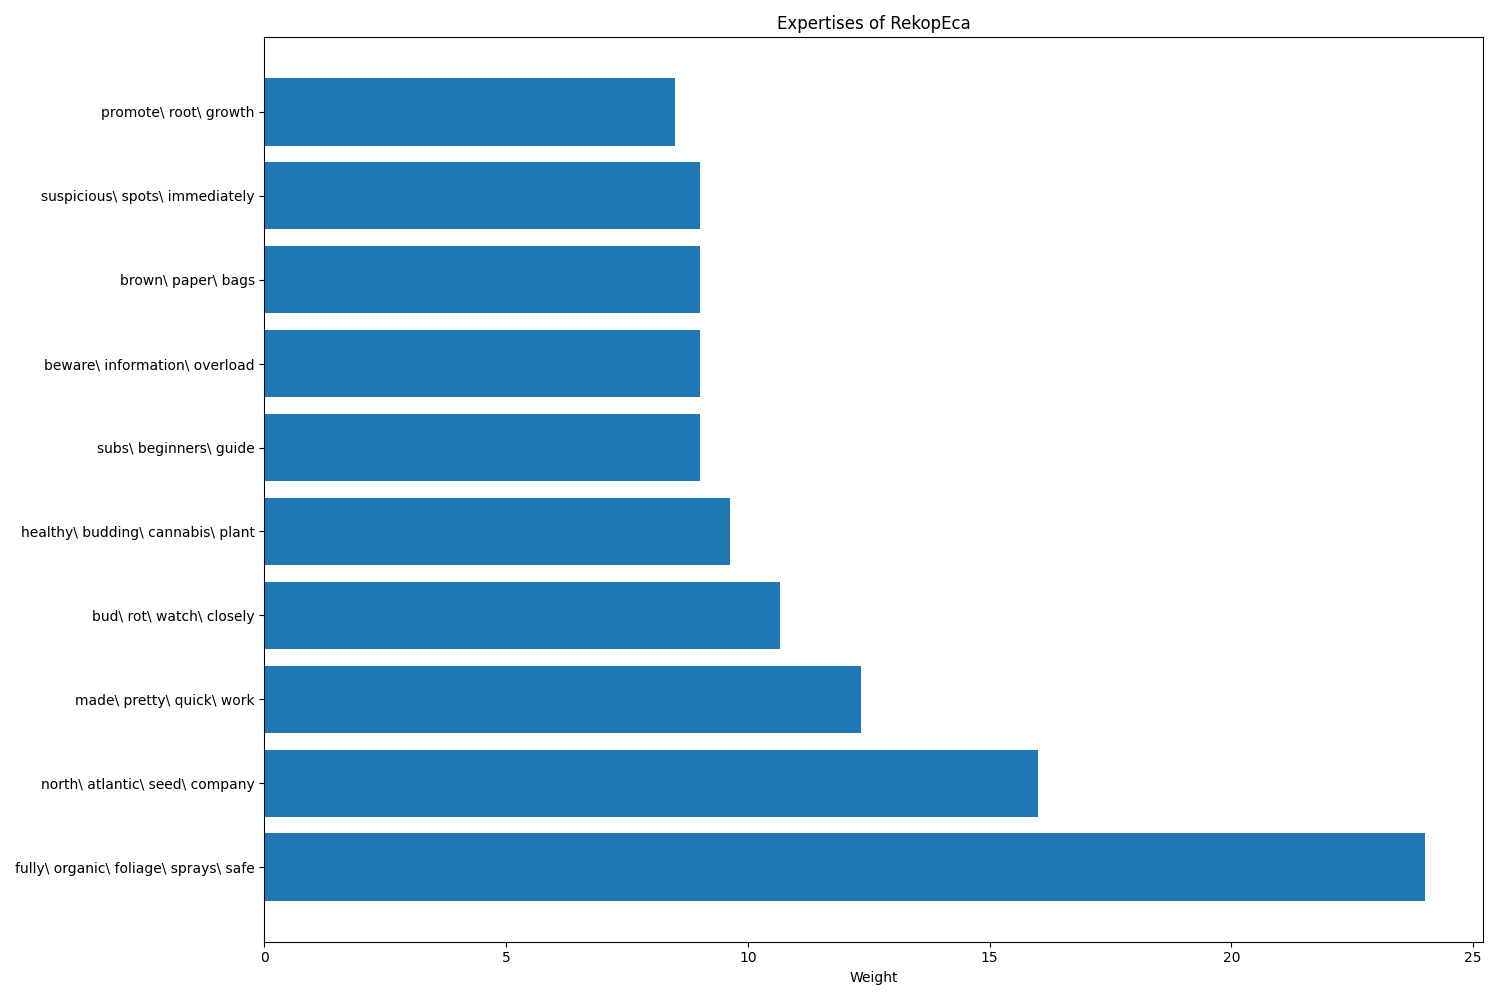 Expertises of RekopEca
promote\ root\ growth
suspicious\ spots\ immediately
brown\ paper\ bags
beware\ information\ overload
subs\ beginners\ guide
healthy\ budding\ cannabis\ plant
bud\ rot\ watch\ closely
made\ pretty\ quick\ work
north\ atlantic\ seed\ company
fully\ organic\ foliage\ sprays\ safe
0 5 10 15 20 25
Weight